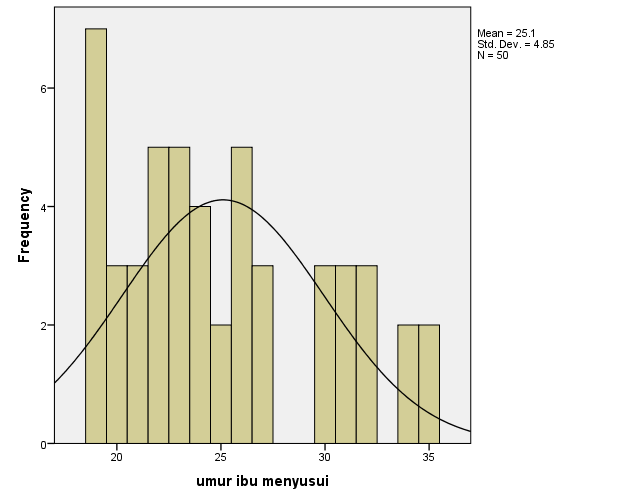 Mean = 25.1
Std. Dev. = 4.85
N = 50
Frequency
6
4
2
0
20
25
30
35
umur ibu menyusui